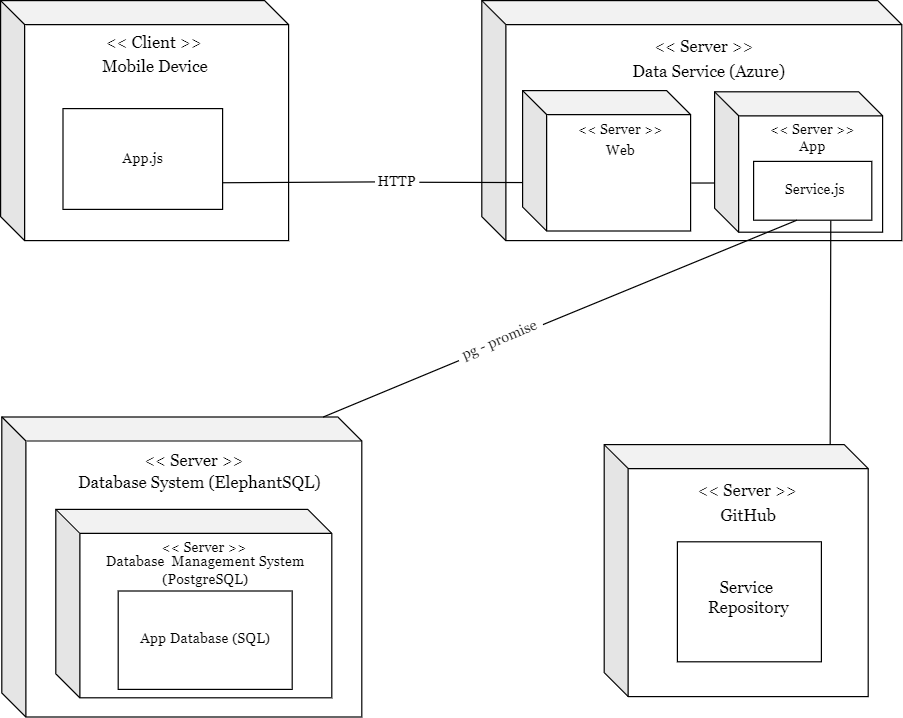 << Client >>
Mobile Device
App.js
HTTP
<< Server >>
Data Service (Azure)
<< Server >>
Web
<< Server >>
App
Service.js
pg - promise
<< Server >>
Database System (ElephantSQL)
<< Server >>
Database Management System
(PostgreSQL)
App Database (SQL)
<< Server >>
GitHub
Service
Repository